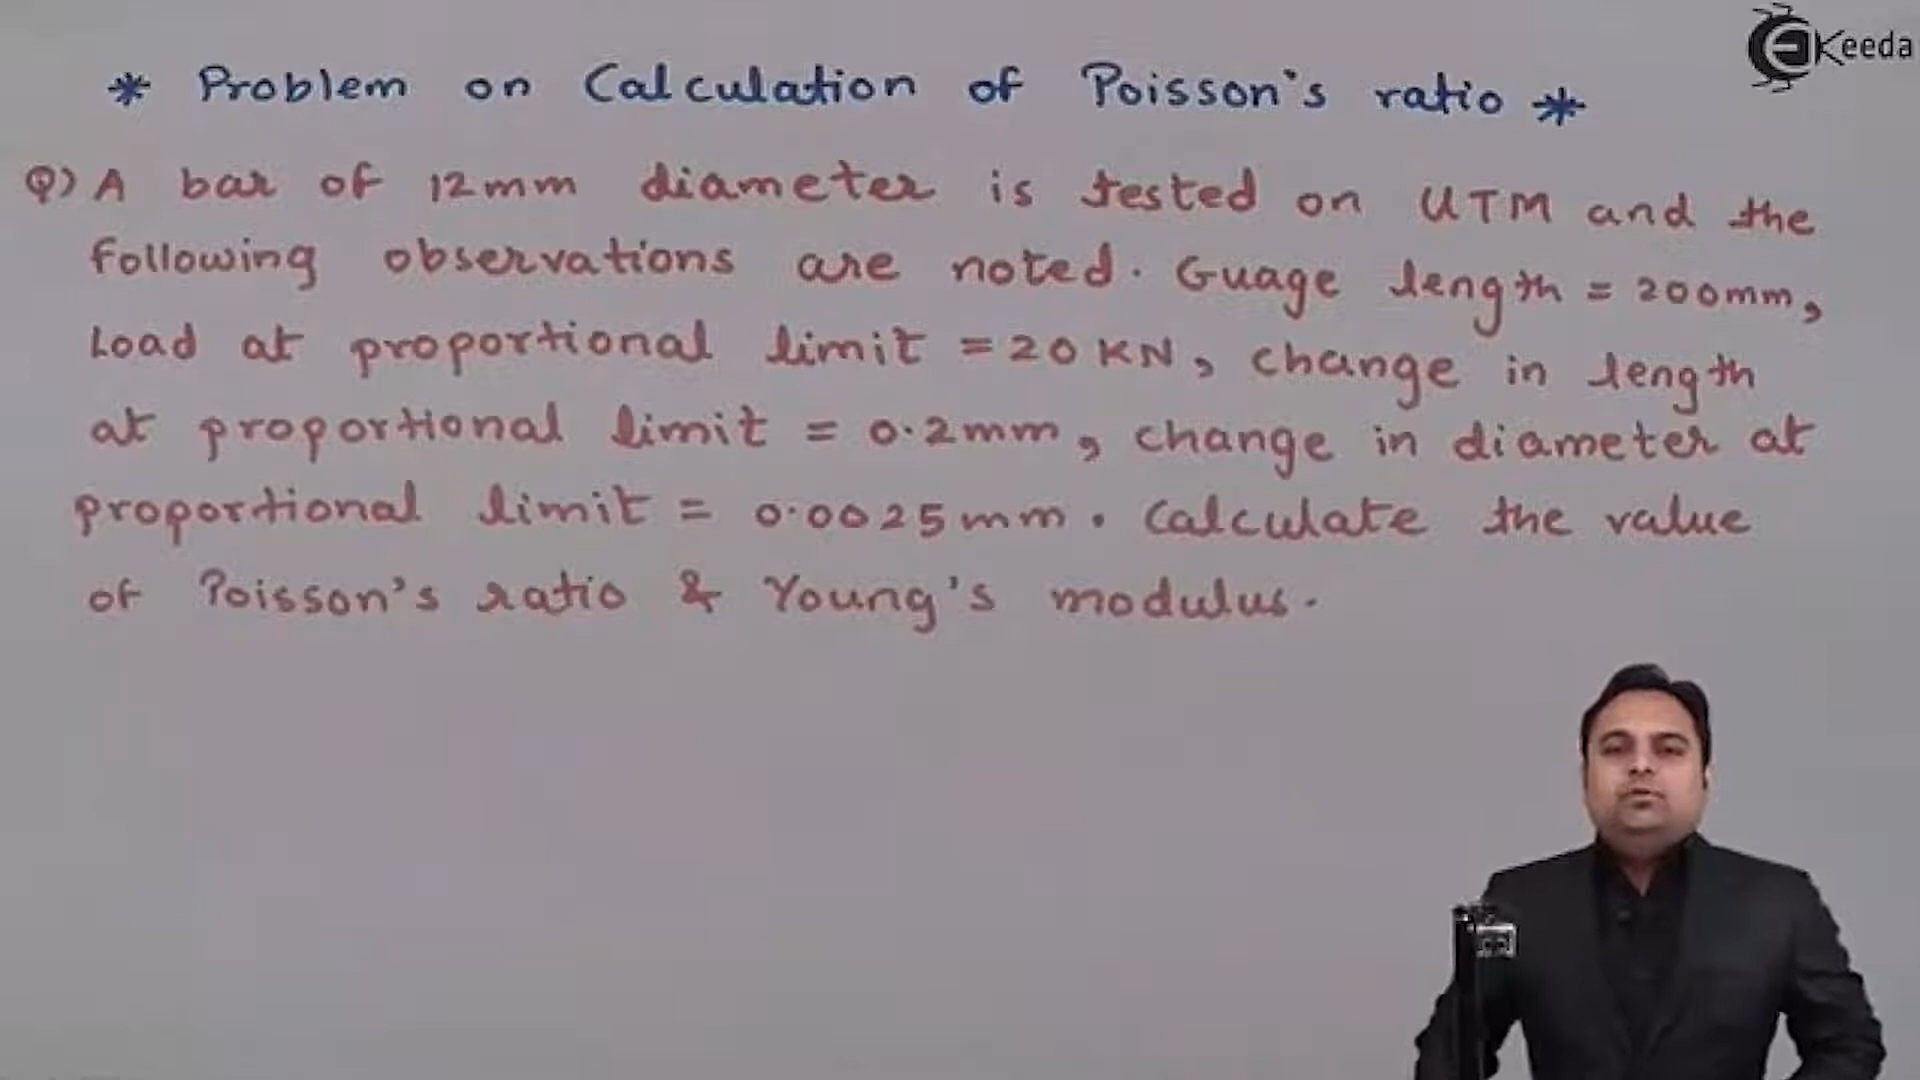 EKeeda
* Problem on Calculation of Poisson's ratio *
Q) A bar of 12mm diameter is tested on UTM and the
following observations are noted. Guage length = 200mm,
Load at proportional limit = 20 KN, change in length
at proportional limit = 0.2mm, change in diameter at
proportional limit = 0.0025mm. Calculate the value
of Poisson's ratio & Young's modulus.